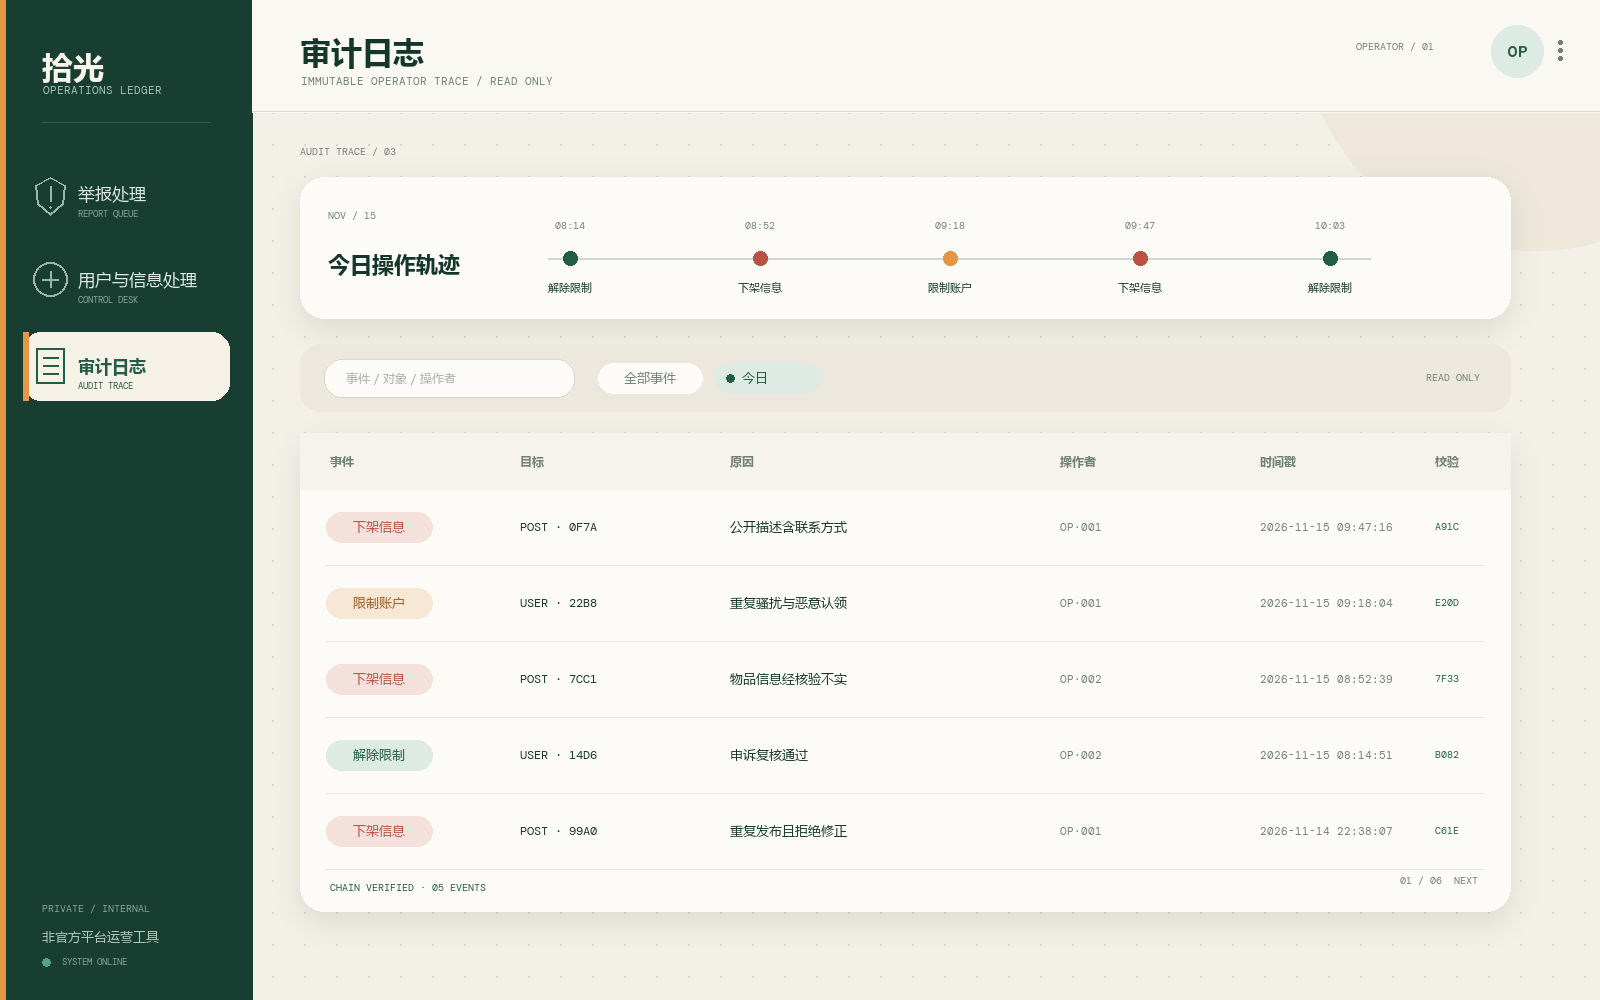 拾光
OPERATIONS LEDGER
举报处理
REPORT QUEUE
用户与信息处理
CONTROL DESK
审计日志
AUDIT TRACE
PRIVATE / INTERNAL
非官方平台运营工具
SYSTEM ONLINE
审计日志
IMMUTABLE OPERATOR TRACE / READ ONLY
OPERATOR / 01
OP
AUDIT TRACE / 03
NOV / 15
今日操作轨迹
08:14 08:52 09:18 09:47 10:03
解除限制 下架信息 限制账户 下架信息 解除限制
事件 / 对象 / 操作者 全部事件 今日 READ ONLY
事件 目标 原因 操作者 时间戳 校验
下架信息 POST · 0F7A 公开描述含联系方式 OP·001 2026-11-15 09:47:16 A91C
限制账户 USER · 22B8 重复骚扰与恶意认领 OP·001 2026-11-15 09:18:04 E20D
下架信息 POST · 7CC1 物品信息经核验不实 OP·002 2026-11-15 08:52:39 7F33
解除限制 USER · 14D6 申诉复核通过 OP·002 2026-11-15 08:14:51 B082
下架信息 POST · 99A0 重复发布且拒绝修正 OP·001 2026-11-14 22:38:07 C61E
CHAIN VERIFIED · 05 EVENTS 01 / 06 NEXT